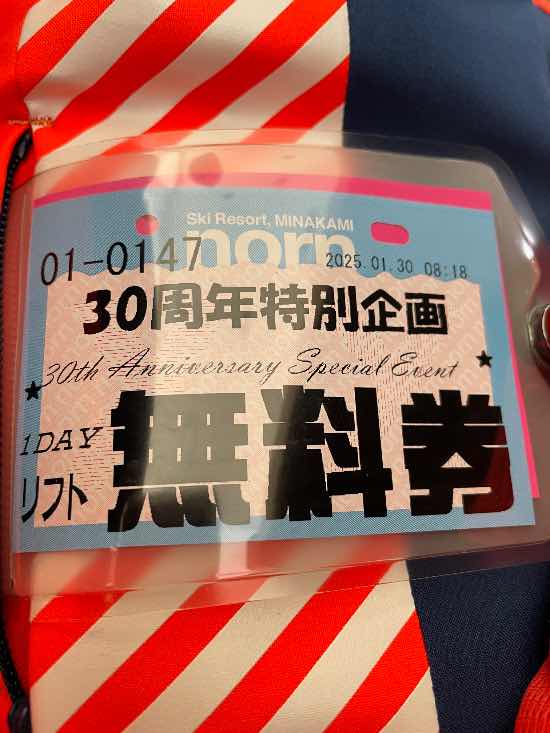 Ski Resort, MINAKAMI
norn
01-0147
2025.01.30 08:18
30周年特別企画
30th Anniversary Special Event
1DAY
リフト
無料券